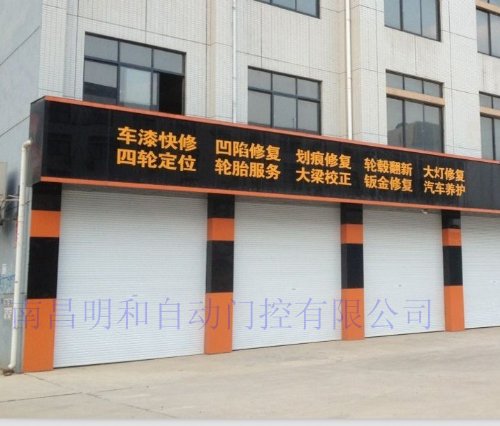 车漆快修 凹陷修复 划痕修复 轮毂翻新 大灯修复
四轮定位 轮胎服务 大梁校正 钣金修复 汽车养护
南昌明和自动门控有限公司